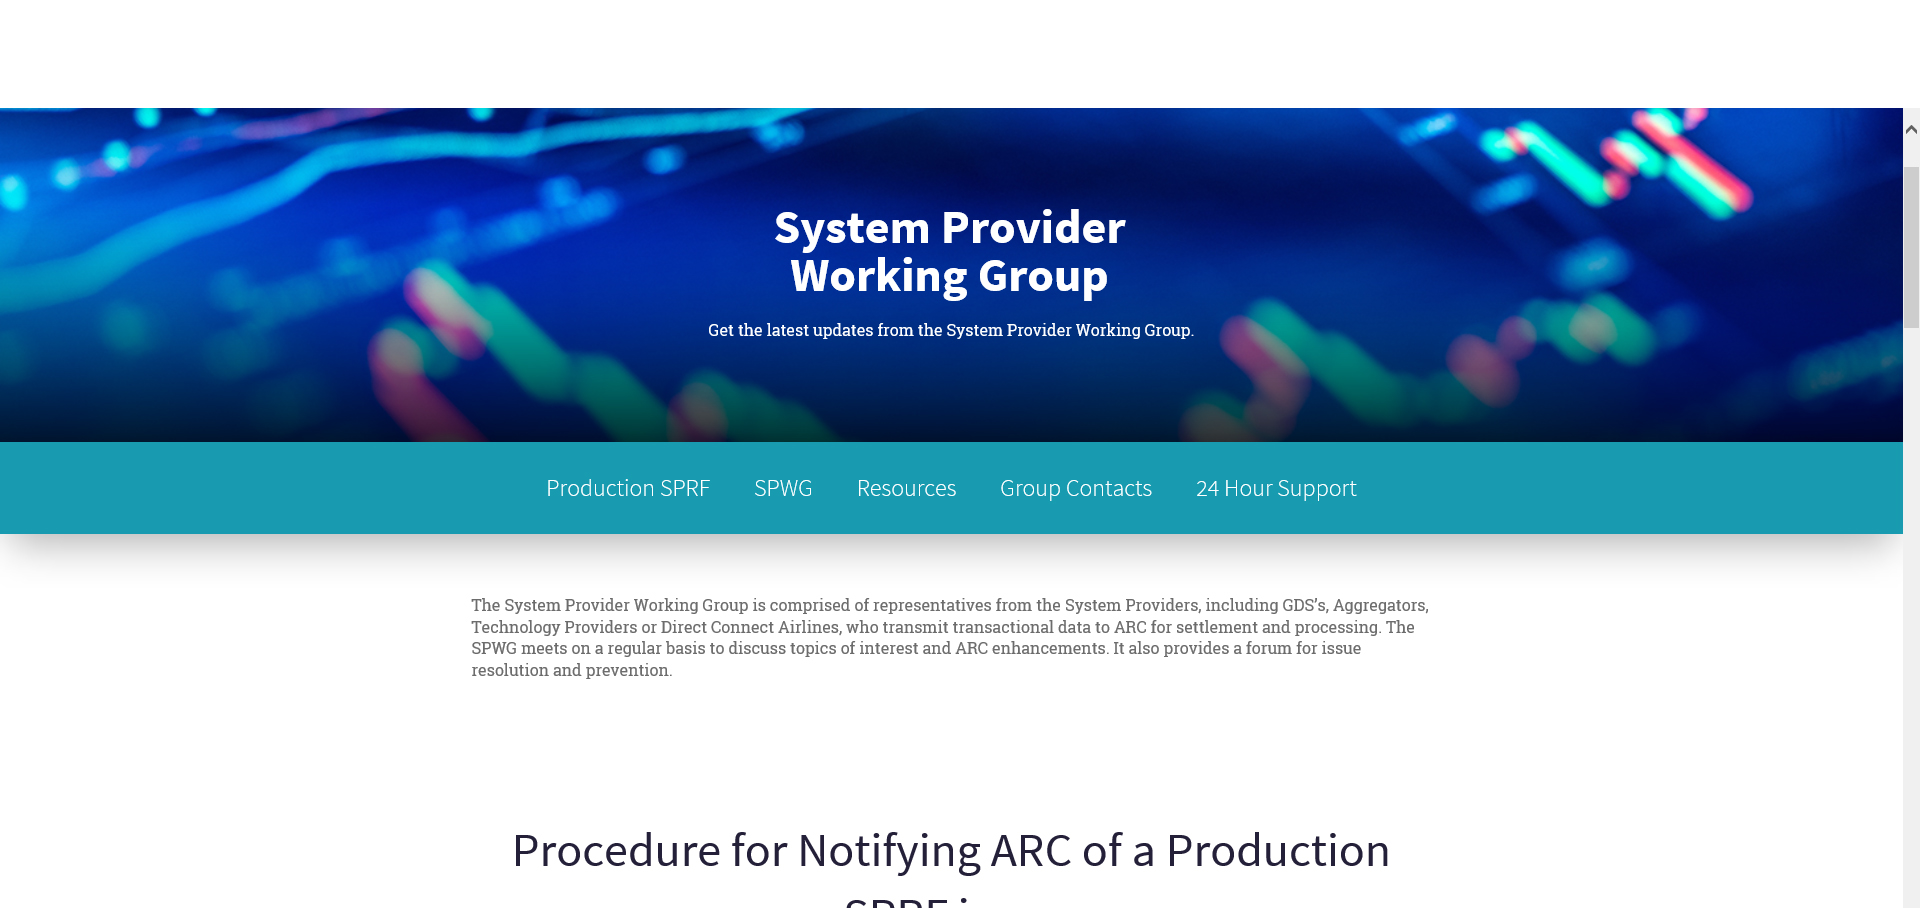 System Provider
Working Group
Get the latest updates from the System Provider Working Group.
Production SPRF
SPWG
Resources
Group Contacts
24 Hour Support
The System Provider Working Group is comprised of representatives from the System Providers, including GDS’s, Aggregators,
Technology Providers or Direct Connect Airlines, who transmit transactional data to ARC for settlement and processing. The
SPWG meets on a regular basis to discuss topics of interest and ARC enhancements. It also provides a forum for issue
resolution and prevention.
Procedure for Notifying ARC of a Production